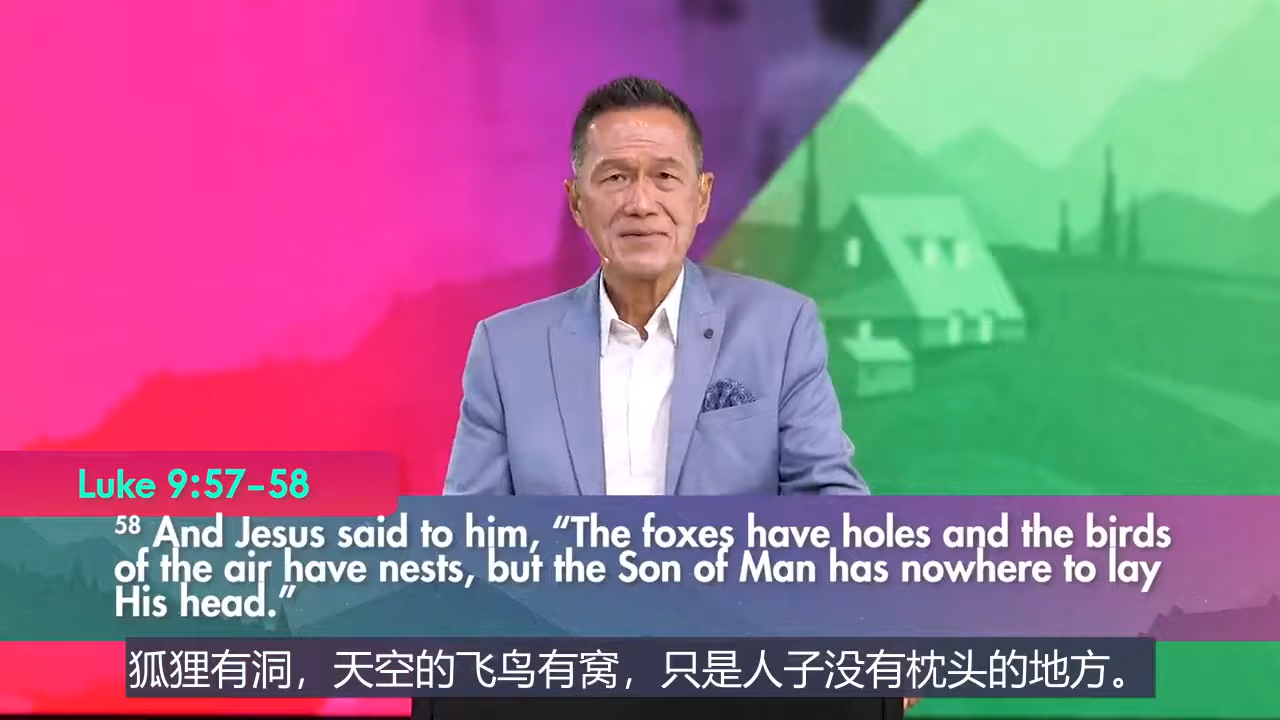 Luke 9:57–58
58 And Jesus said to him, “The foxes have holes and the birds
of the air have nests, but the Son of Man has nowhere to lay
His head.”
狐狸有洞，天空的飞鸟有窝，只是人子没有枕头的地方。